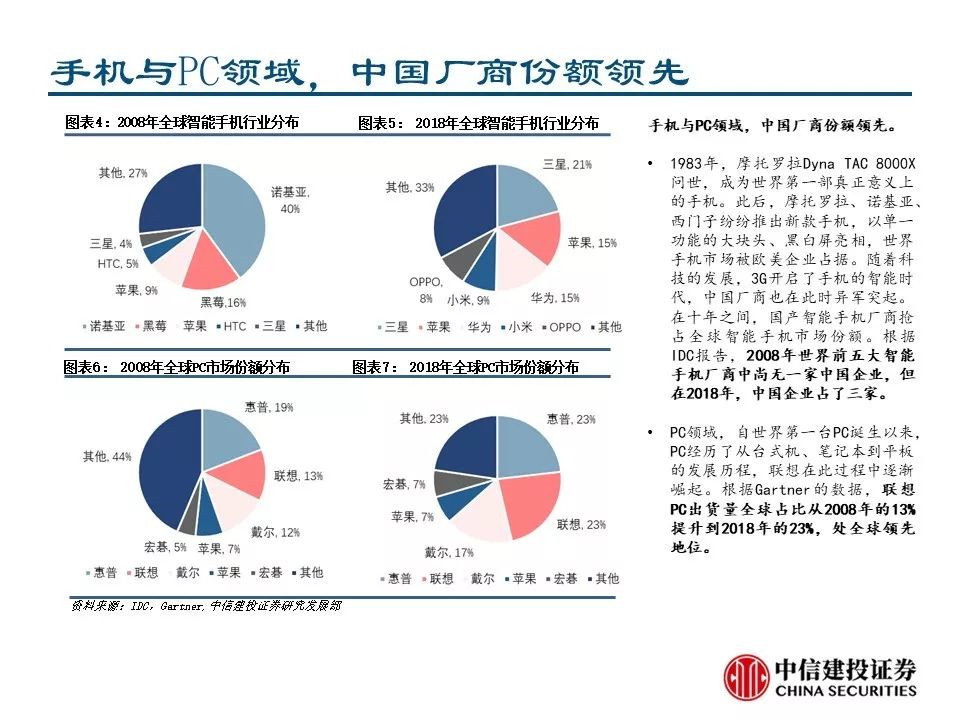 手机与PC领域，中国厂商份额领先
图表4：2008年全球智能手机行业分布
其他, 27%
诺基亚,
40%
三星, 4%
HTC, 5%
苹果, 9%
黑莓,16%
诺基亚 黑莓 苹果 HTC 三星 其他
图表5： 2018年全球智能手机行业分布
三星, 21%
其他, 33%
苹果, 15%
OPPO,
8%
小米, 9%
华为, 15%
三星 苹果 华为 小米 OPPO 其他
图表6： 2008年全球PC市场份额分布
惠普, 19%
其他, 44%
联想, 13%
戴尔, 12%
宏碁, 5%
苹果, 7%
惠普 联想 戴尔 苹果 宏碁 其他
图表7： 2018年全球PC市场份额分布
其他, 23%
惠普, 23%
宏碁, 7%
苹果, 7%
联想, 23%
戴尔, 17%
惠普 联想 戴尔 苹果 宏碁 其他
资料来源：IDC，Gartner,中信建投证券研究发展部
手机与PC领域，中国厂商份额领先。
• 1983年，摩托罗拉Dyna TAC 8000X
问世，成为世界第一部真正意义上
的手机。此后，摩托罗拉、诺基亚、
西门子纷纷推出新款手机，以单一
功能的大块头、黑白屏亮相，世界
手机市场被欧美企业占据。随着科
技的发展，3G开启了手机的智能时
代，中国厂商也在此时异军突起。
在十年之间，国产智能手机厂商抢
占全球智能手机市场份额。根据
IDC报告，2008年世界前五大智能
手机厂商中尚无一家中国企业，但
在2018年，中国企业占了三家。
• PC领域，自世界第一台PC诞生以来，
PC经历了从台式机、笔记本到平板
的发展历程，联想在此过程中逐渐
崛起。根据Gartner的数据，联想
PC出货量全球占比从2008年的13%
提升到2018年的23%，处全球领先
地位。
中信建投证券
CHINA SECURITIES